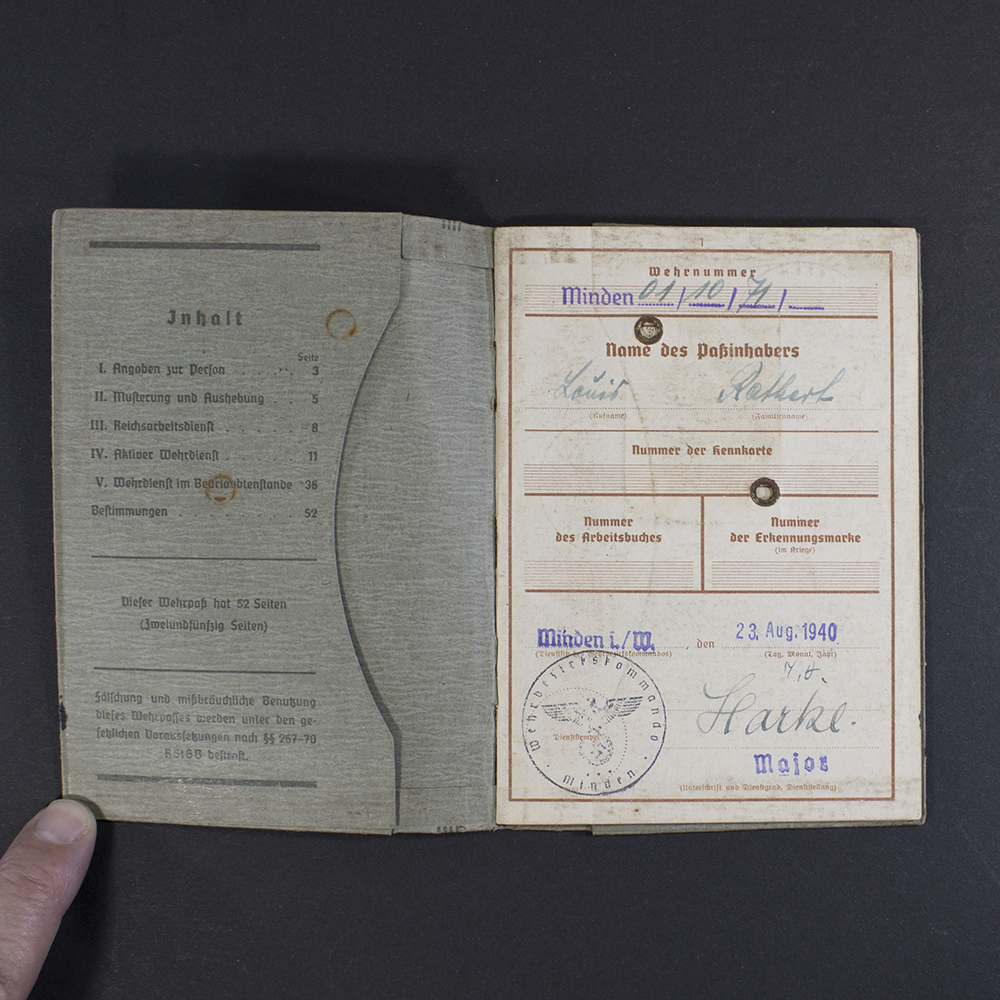 Inhalt
Seite
I. Angaben zur Person . . . . . 3
II. Musterung und Aushebung . . 5
III. Reichsarbeitsdienst . . . . . . 8
IV. Aktiver Wehrdienst . . . . . . 11
V. Wehrdienst im Beurlaubtenstande 36
Bestimmungen . . . . . . . . 52
Dieser Wehrpaß hat 52 Seiten
(Zweiundfünfzig Seiten)
Fälschung und mißbräuchliche Benutzung
dieses Wehrpasses werden unter den ge-
setzlichen Voraussetzungen nach §§ 267-70
RStGB bestraft.
1
Wehrnummer
Minden 01/10/71/
Name des Paßinhabers
Louis Rathert
(Rufname) (Familienname)
Nummer der Kennkarte
Nummer
des Arbeitsbuches
Nummer
der Erkennungsmarke
(im Kriege)
Minden i./W., den 23. Aug. 1940
(Dienststelle des Wehrbezirkskommandos) (Tag, Monat, Jahr)
Wehrbezirkskommando
Dienststempel
Minden
Harke.
Major
(Unterschrift und Dienstgrad, Dienststellung)